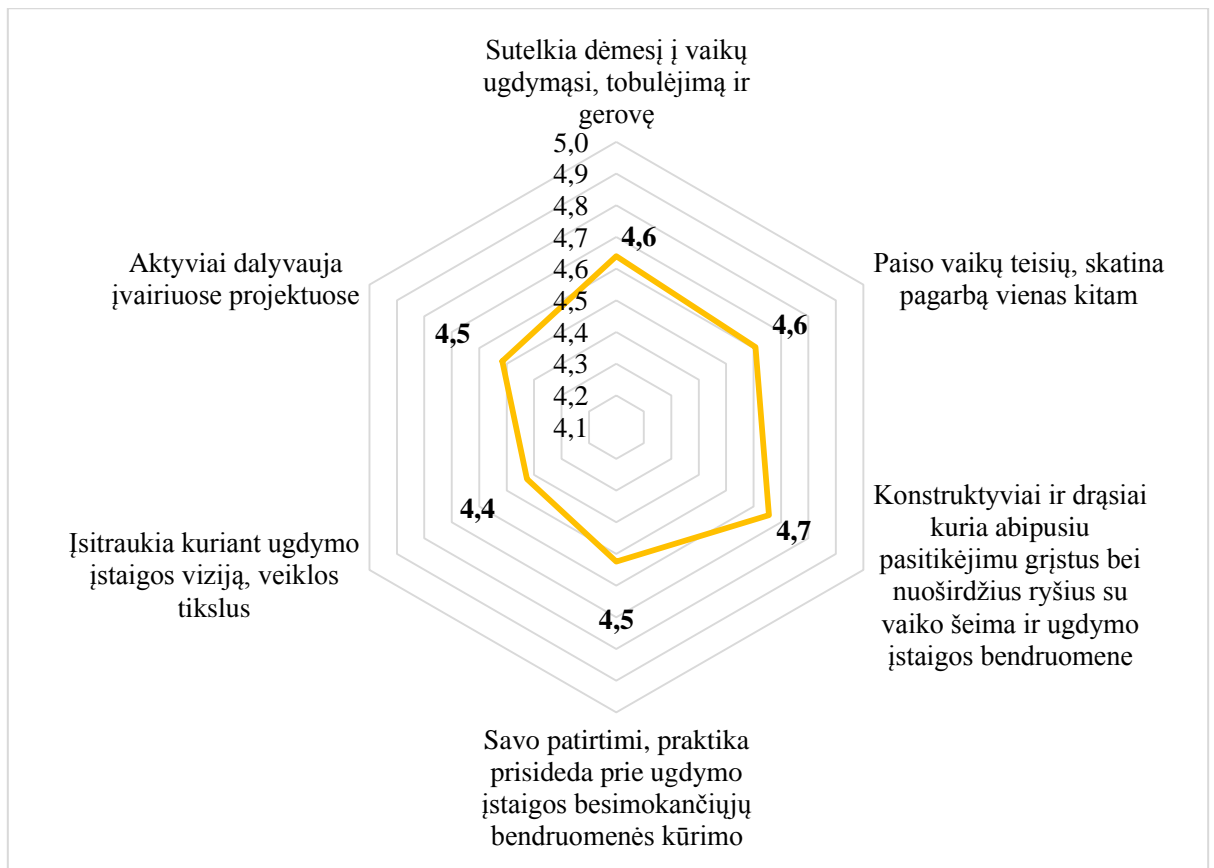 Sutelkia dėmesį į vaikų
ugdymąsi, tobulėjimą ir
gerovę
5,0
4,9
4,8
4,7
4,6
4,5
4,4
4,3
4,2
4,1
4,6
Paiso vaikų teisių, skatina
pagarbą vienas kitam
4,6
Konstruktyviai ir drąsiai
kuria abipusiu
pasitikėjimu grįstus bei
nuoširdžius ryšius su
vaiko šeima ir ugdymo
įstaigos bendruomene
4,7
Savo patirtimi, praktika
prisideda prie ugdymo
įstaigos besimokančiųjų
bendruomenės kūrimo
4,5
Įsitraukia kuriant ugdymo
įstaigos viziją, veiklos
tikslus
4,4
Aktyviai dalyvauja
įvairiuose projektuose
4,5